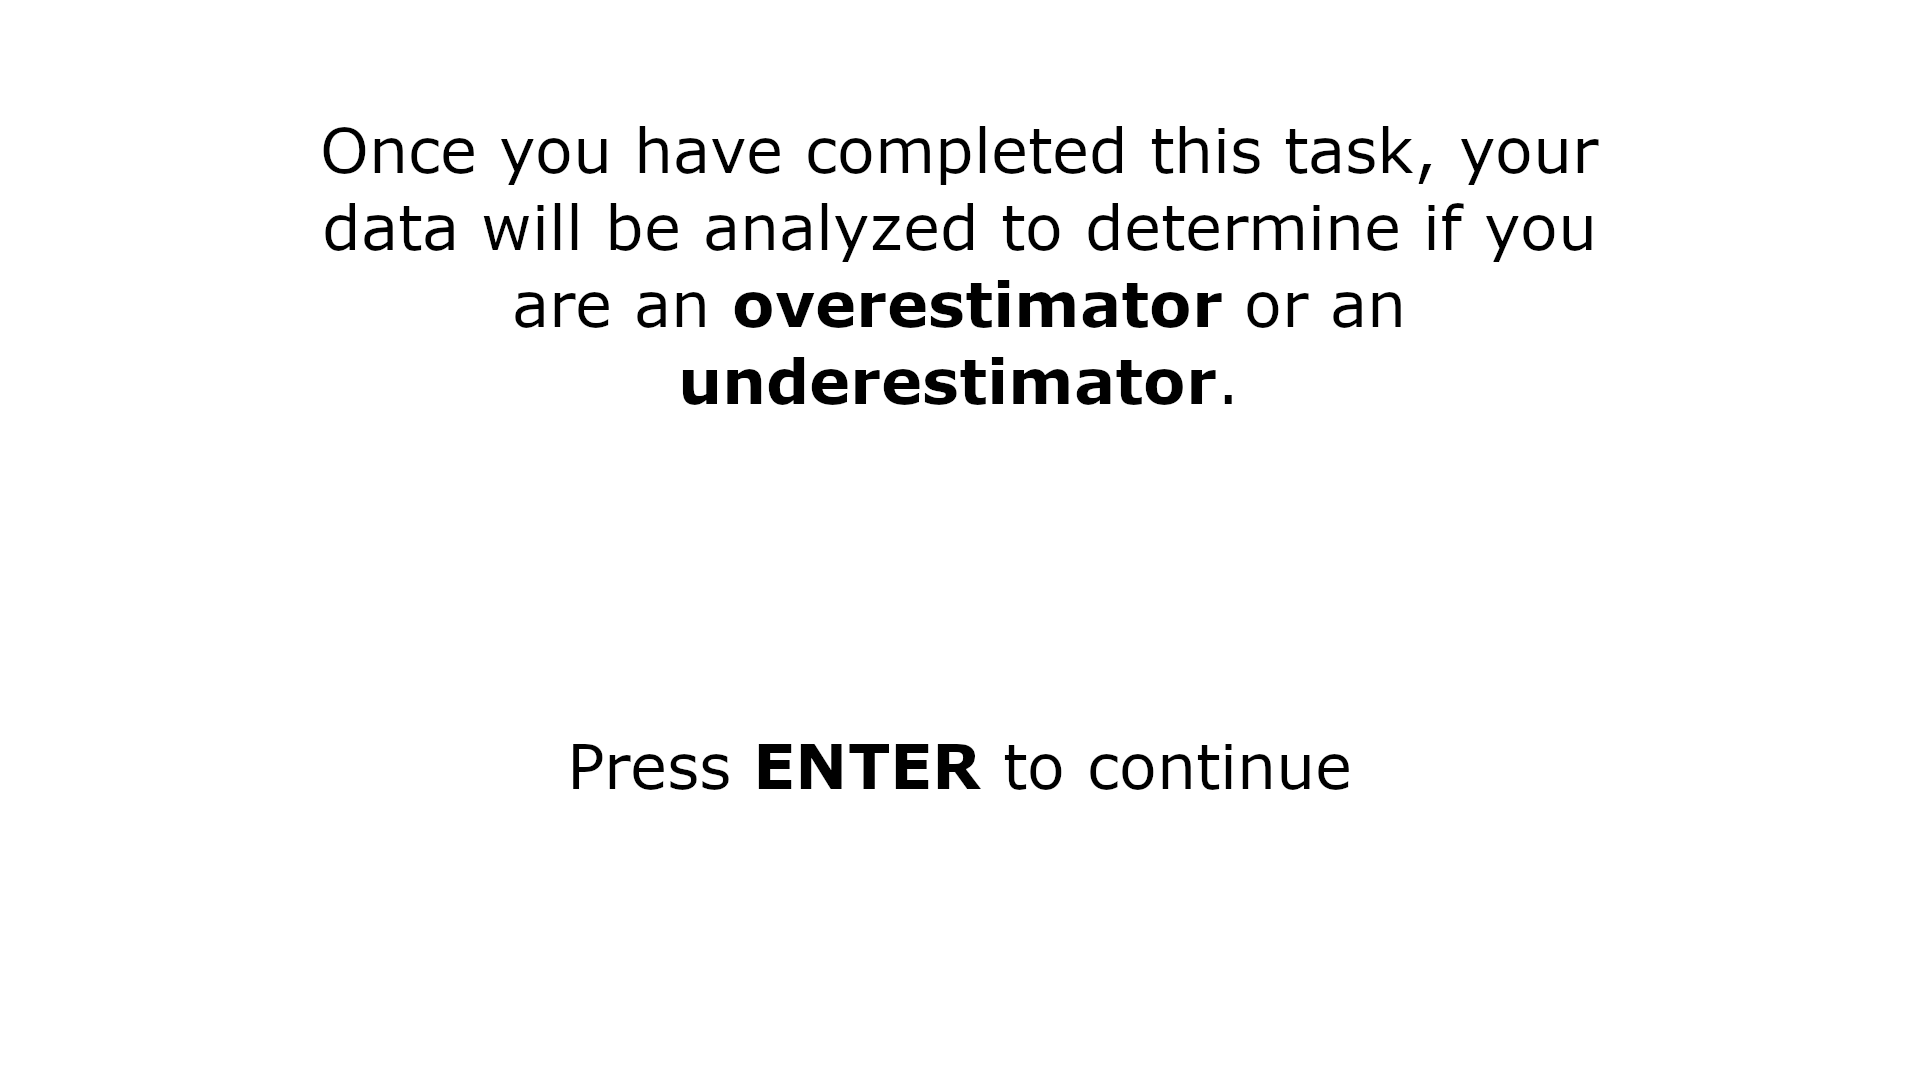 Once you have completed this task, your
data will be analyzed to determine if you
are an overestimator or an
underestimator.
Press ENTER to continue